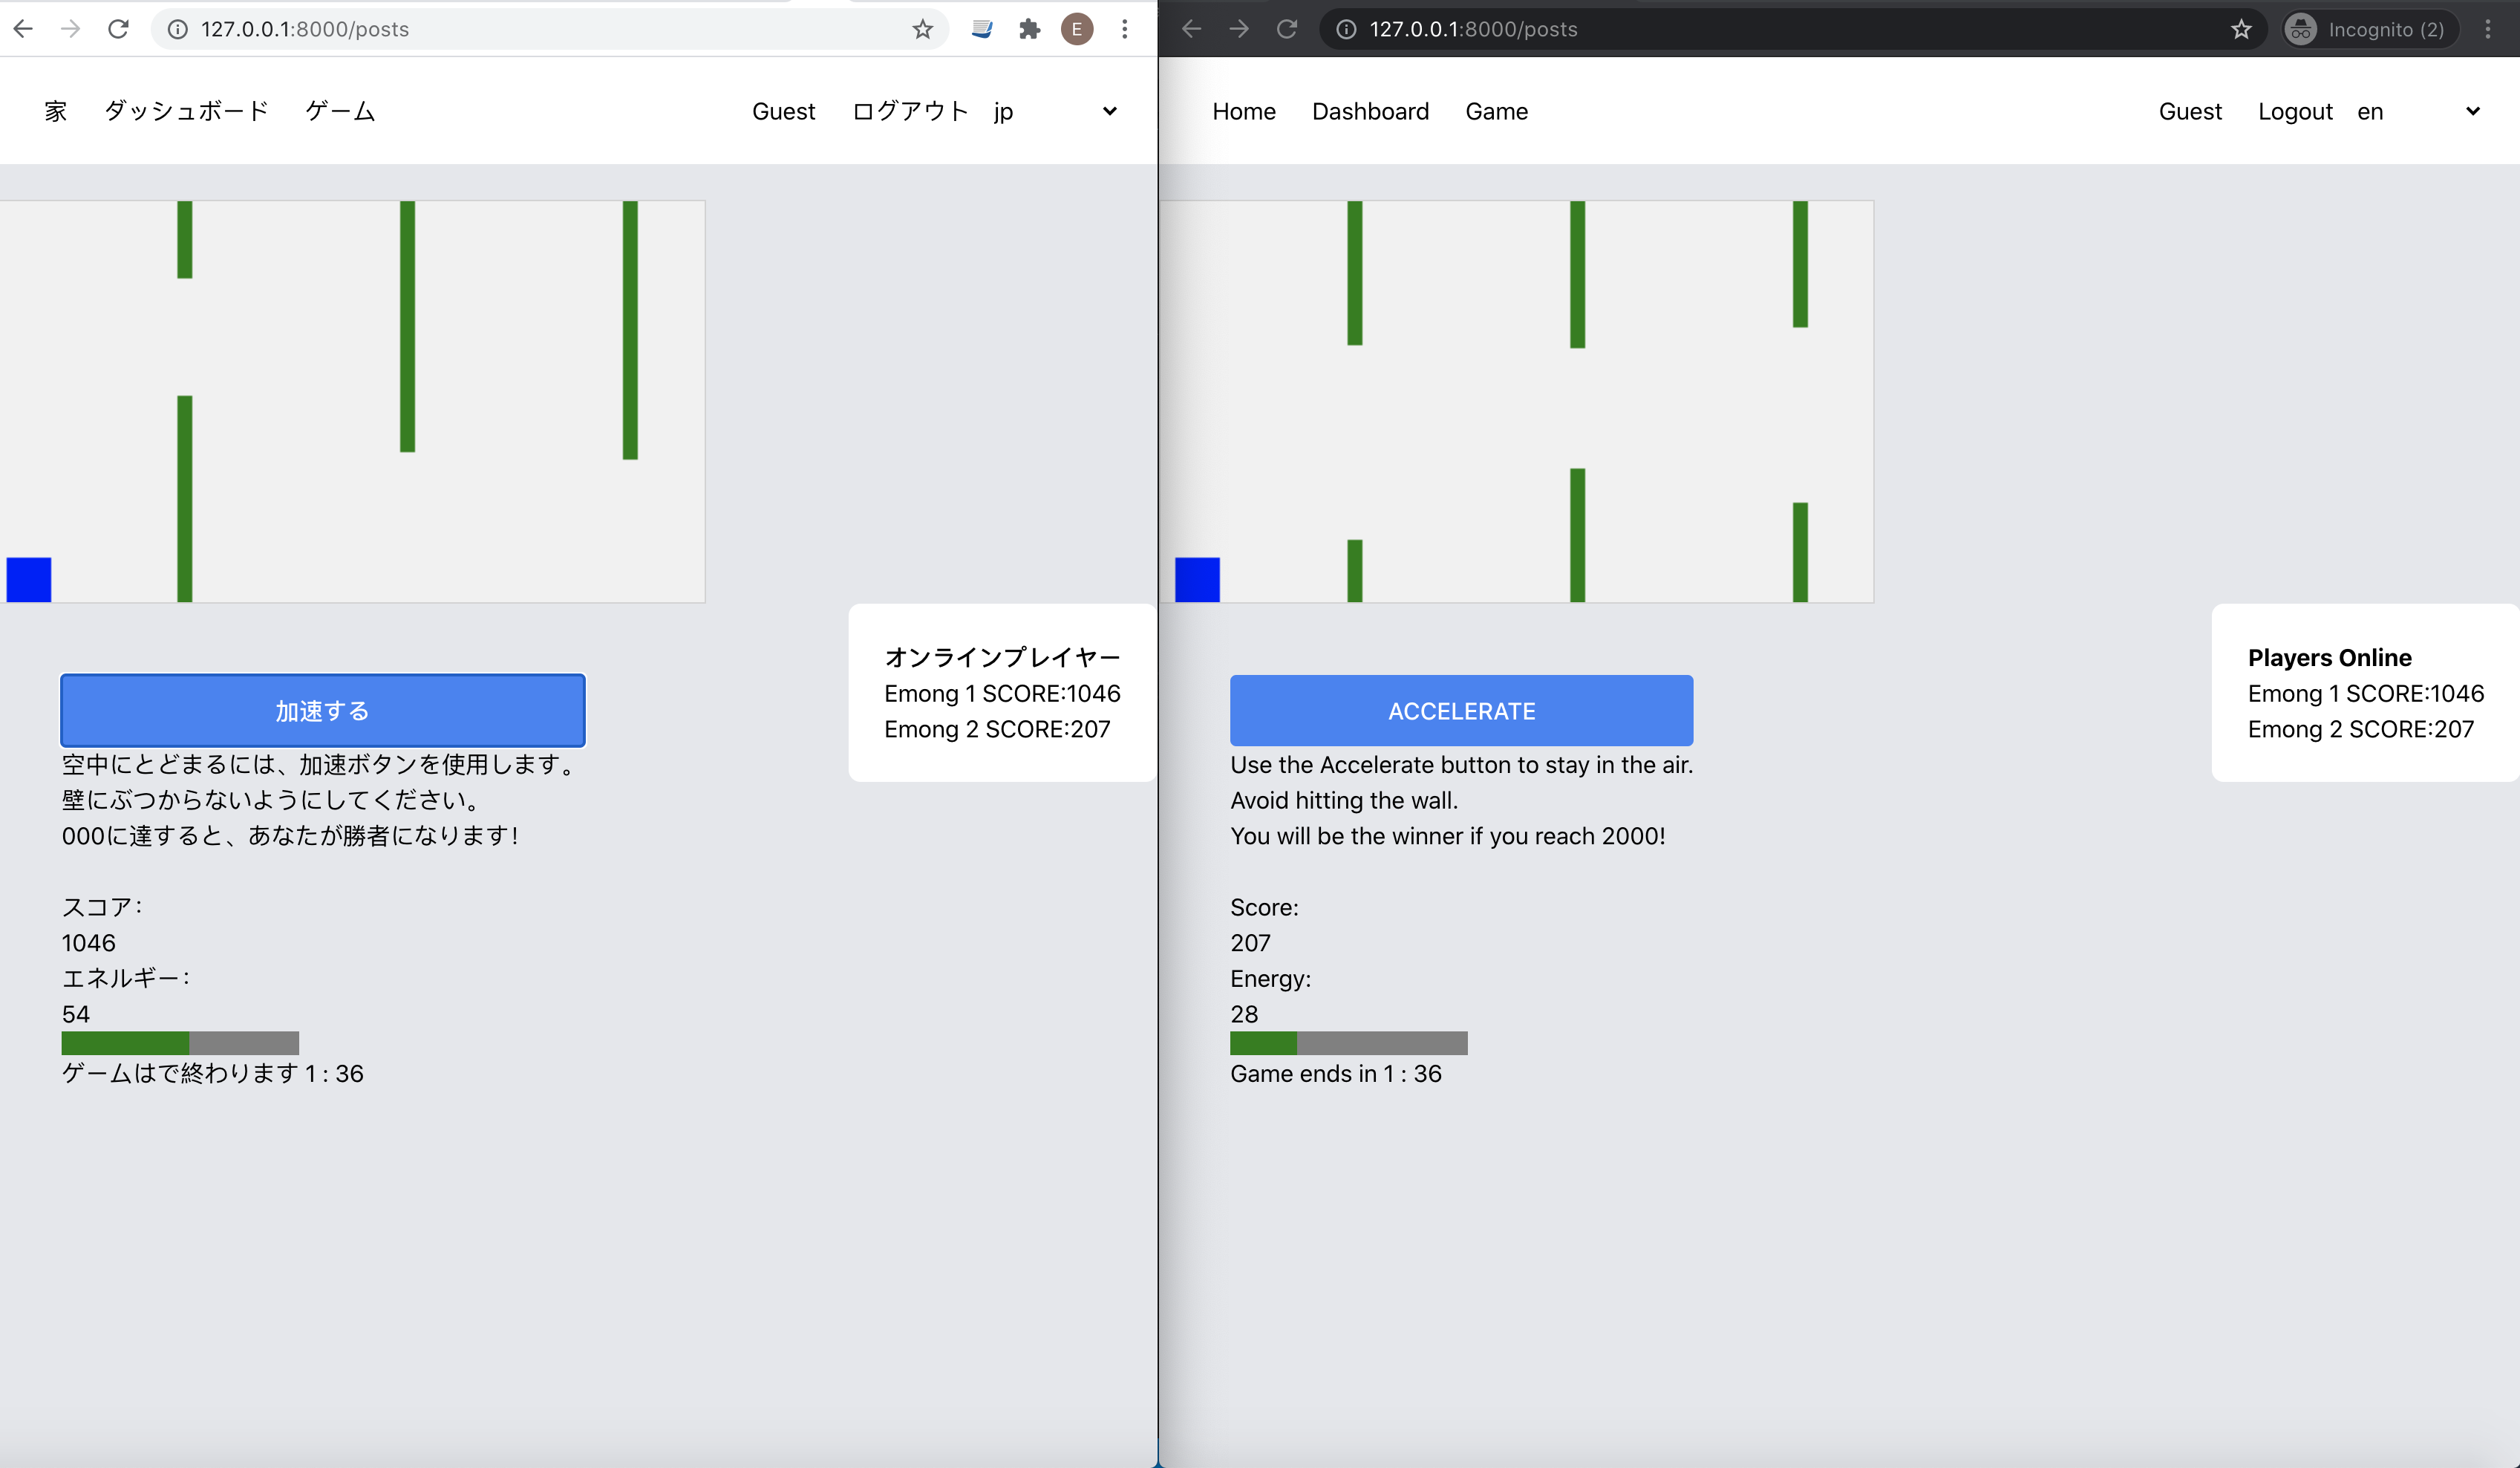 127.0.0.1:8000/posts
E
家 ダッシュボード ゲーム Guest ログアウト jp
オンラインプレイヤー
Emong 1 SCORE:1046
Emong 2 SCORE:207
加速する
空中にとどまるには、加速ボタンを使用します。
壁にぶつからないようにしてください。
000に達すると、あなたが勝者になります!
スコア:
1046
エネルギー:
54
ゲームはで終わります 1 : 36
127.0.0.1:8000/posts
Incognito (2)
Home Dashboard Game Guest Logout en
Players Online
Emong 1 SCORE:1046
Emong 2 SCORE:207
ACCELERATE
Use the Accelerate button to stay in the air.
Avoid hitting the wall.
You will be the winner if you reach 2000!
Score:
207
Energy:
28
Game ends in 1 : 36